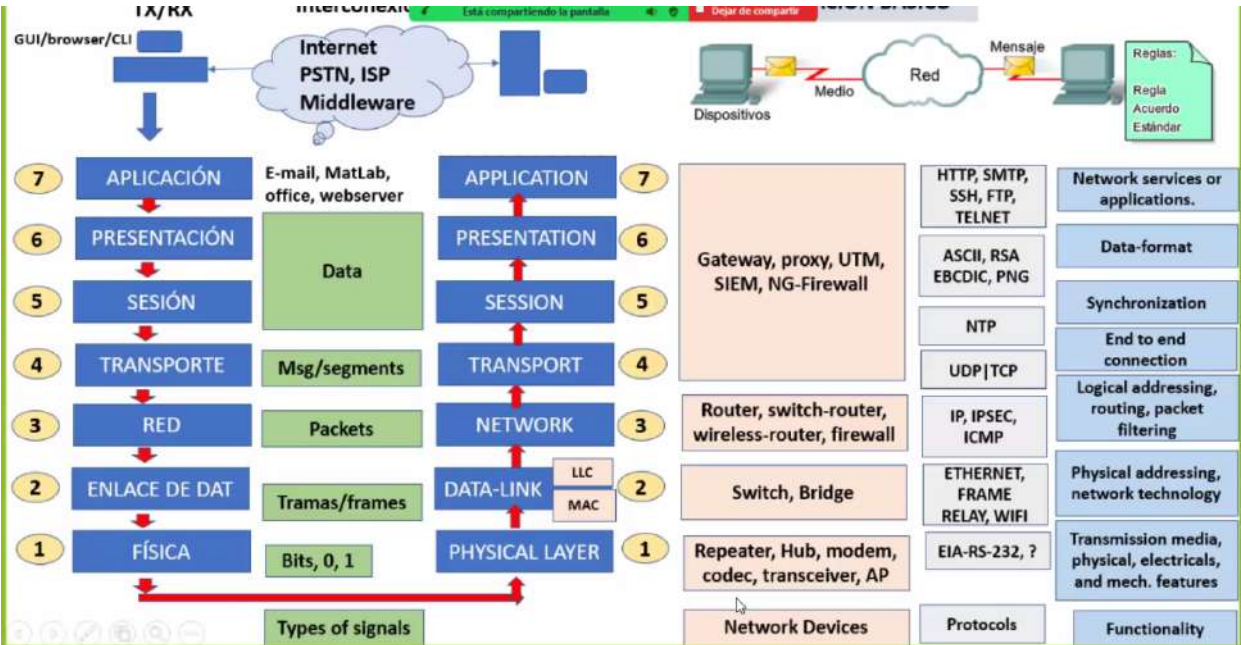 TX/RX
Está compartiendo la pantalla
Dejar de compartir
GUI/browser/CLI
Internet
PSTN, ISP
Middleware
Mensaje
Red
Medio
Dispositivos
Reglas:
Regla
Acuerdo
Estándar
7
APLICACIÓN
E-mail, MatLab,
office, webserver
APPLICATION
7
HTTP, SMTP,
SSH, FTP,
TELNET
Network services or
applications.
6
PRESENTACIÓN
Data
PRESENTATION
6
Gateway, proxy, UTM,
SIEM, NG-Firewall
ASCII, RSA
EBCDIC, PNG
Data-format
5
SESIÓN
SESSION
5
NTP
Synchronization
4
TRANSPORTE
Msg/segments
TRANSPORT
4
UDP|TCP
End to end
connection
3
RED
Packets
NETWORK
3
Router, switch-router,
wireless-router, firewall
IP, IPSEC,
ICMP
Logical addressing,
routing, packet
filtering
2
ENLACE DE DAT
Tramas/frames
DATA-LINK
LLC
MAC
2
Switch, Bridge
ETHERNET,
FRAME
RELAY, WIFI
Physical addressing,
network technology
1
FÍSICA
Bits, 0, 1
PHYSICAL LAYER
1
Repeater, Hub, modem,
codec, transceiver, AP
EIA-RS-232, ?
Transmission media,
physical, electricals,
and mech. features
Types of signals
Network Devices
Protocols
Functionality